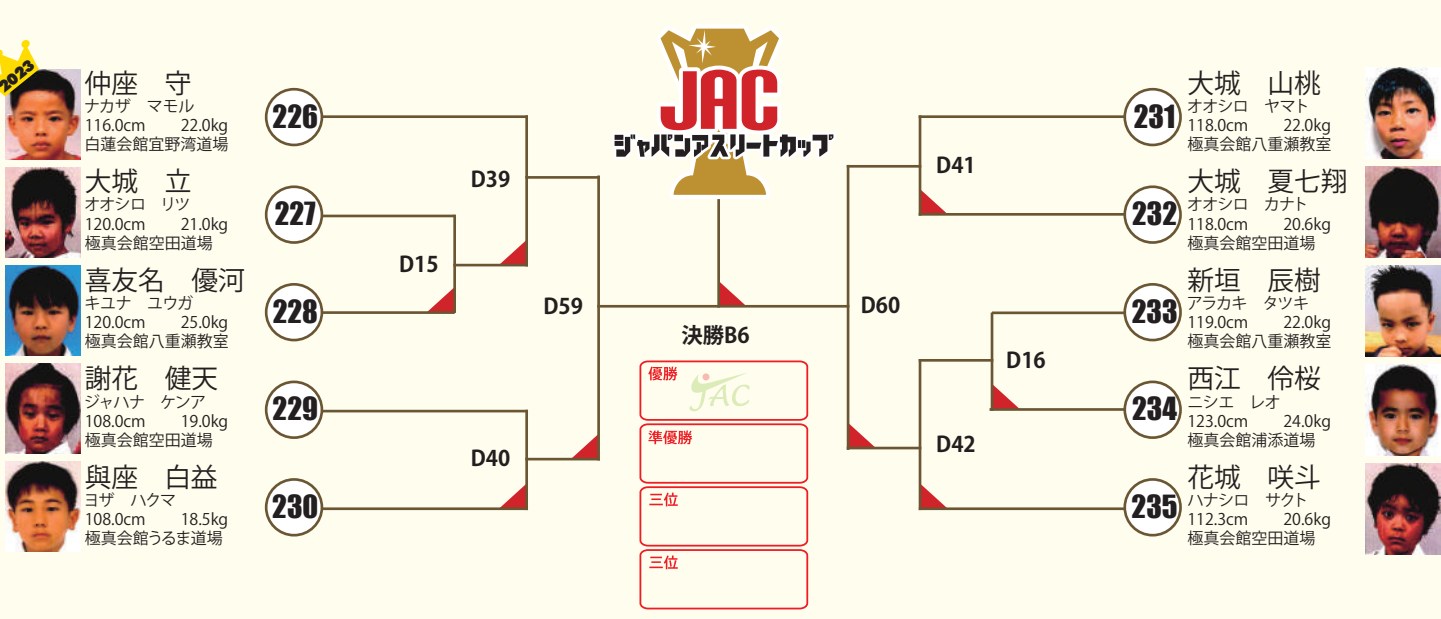 2023
仲座　守
ナカザ　マモル
116.0cm　22.0kg
白蓮会館宜野湾道場
226
大城　立
オオシロ　リツ
120.0cm　21.0kg
極真会館空田道場
227
喜友名　優河
キユナ　ユウガ
120.0cm　25.0kg
極真会館八重瀬教室
228
謝花　健天
ジャハナ　ケンア
108.0cm　19.0kg
極真会館空田道場
229
與座　白益
ヨザ　ハクマ
108.0cm　18.5kg
極真会館うるま道場
230
D39
D15
D59
D40
JAC
ジャパンアスリートカップ
決勝B6
優勝
JAC
準優勝
三位
三位
D41
D60
D16
D42
231
大城　山桃
オオシロ　ヤマト
118.0cm　22.0kg
極真会館八重瀬教室
232
大城　夏七翔
オオシロ　カナト
118.0cm　20.6kg
極真会館空田道場
233
新垣　辰樹
アラカキ　タツキ
119.0cm　22.0kg
極真会館八重瀬教室
234
西江　伶桜
ニシエ　レオ
123.0cm　24.0kg
極真会館浦添道場
235
花城　咲斗
ハナシロ　サクト
112.3cm　20.6kg
極真会館空田道場